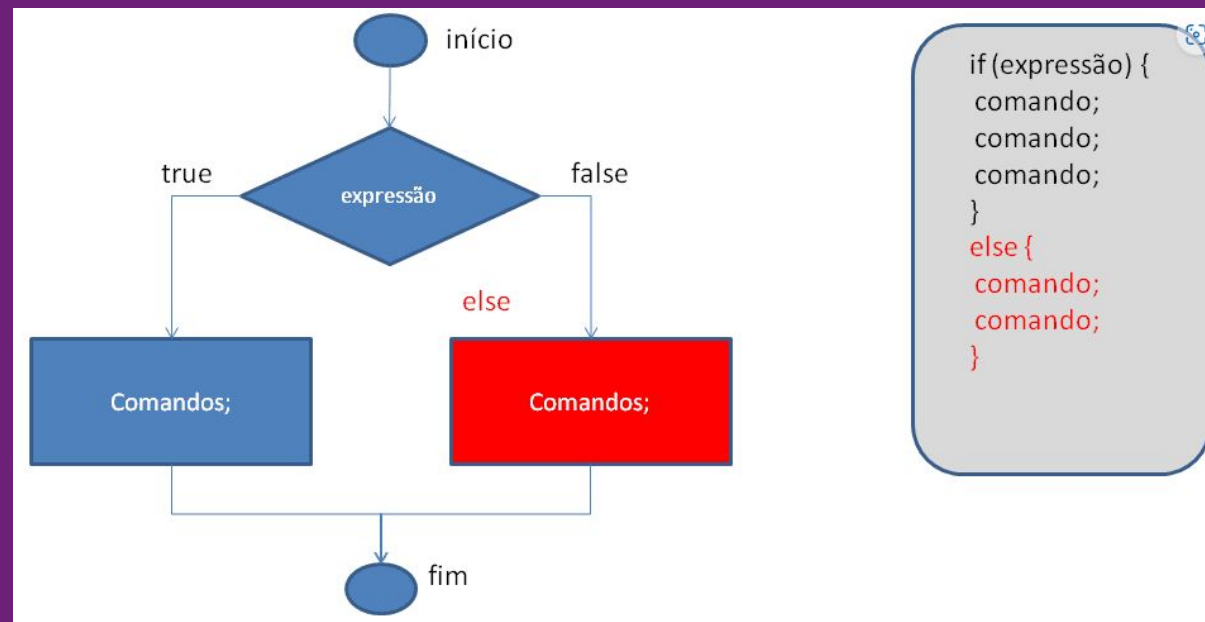 início
true
false
expressão
else
Comandos;
Comandos;
fim
if (expressão) {
comando;
comando;
comando;
}
else {
comando;
comando;
}